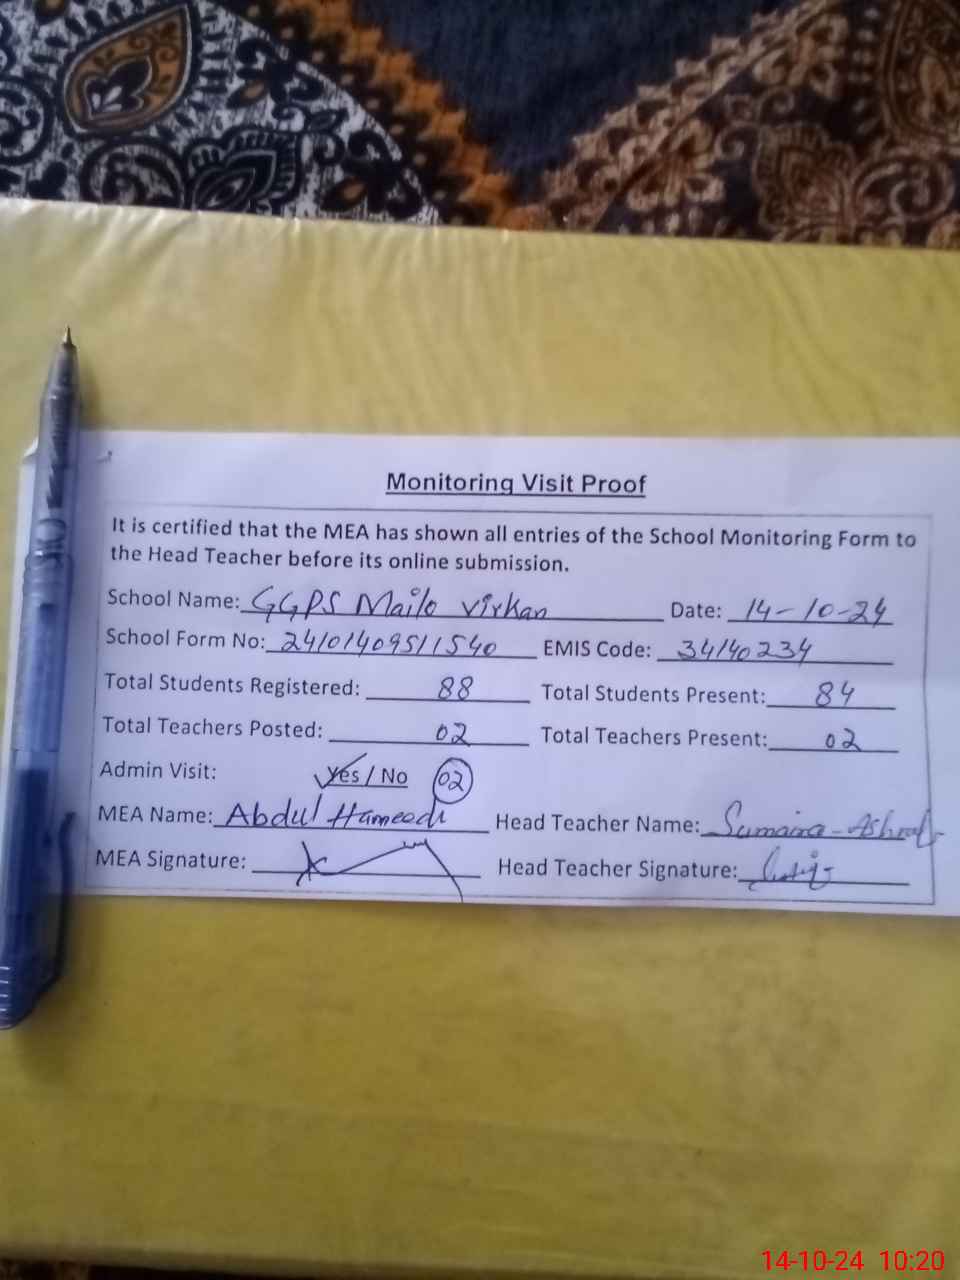 Monitoring Visit Proof
It is certified that the MEA has shown all entries of the School Monitoring Form to
the Head Teacher before its online submission.
School Name: GGPS Mailo Virkan Date: 14-10-24
School Form No: 24101409511540 EMIS Code: 34140234
Total Students Registered: 88 Total Students Present: 84
Total Teachers Posted: 02 Total Teachers Present: 02
Admin Visit: Yes / No 02
MEA Name: Abdul Hameed Head Teacher Name: Sumaira-Ashraf
MEA Signature: Head Teacher Signature:
14-10-24 10:20